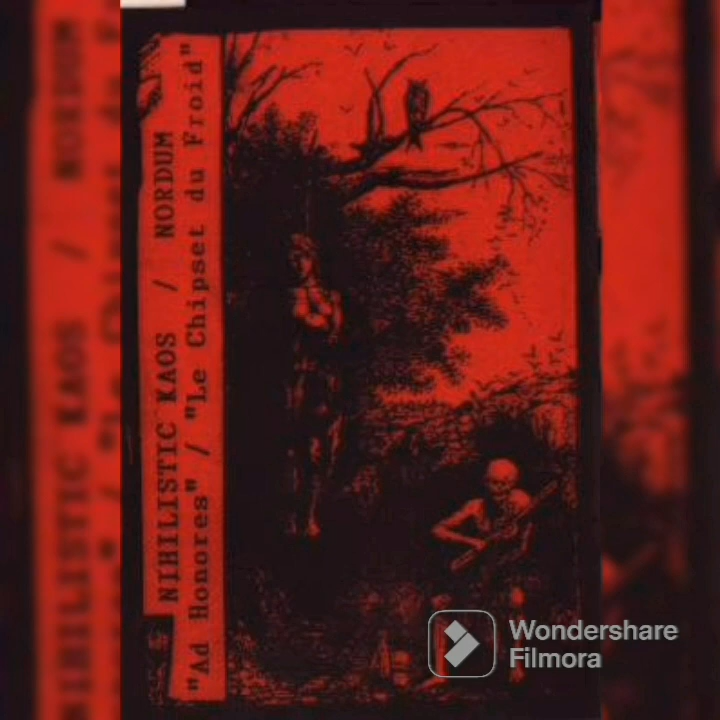 NIHILISTIC KAOS / NORDUM
"Ad Honores" / "Le Chipset du Froid"
Wondershare
Filmora